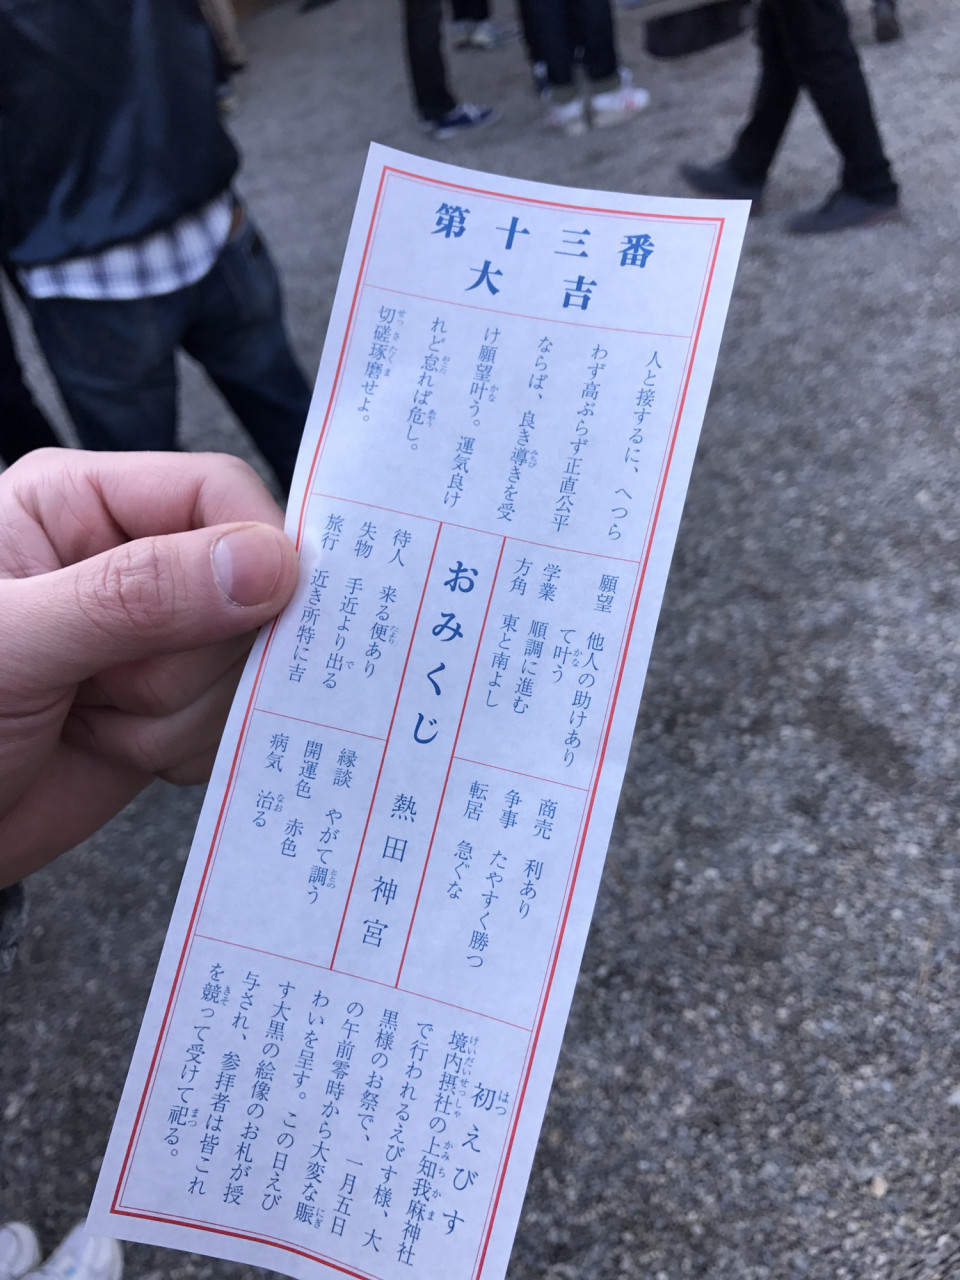 第十三番
大吉
人と接するに、へつら
わず高ぶらず正直公平
ならば、良き導きを受
け願望叶う。運気良け
れど怠れば危し。
切磋琢磨せよ。
願望 他人の助けあり
て叶う
学業 順調に進む
方角 東と南よし
商売 利あり
争事 たやすく勝つ
転居 急ぐな
おみくじ 熱田神宮
待人 来る便あり
失物 手近より出る
旅行 近き所特に吉
縁談 やがて調う
開運色 赤色
病気 治る
初えびす
境内摂社の上知我麻神社
で行われるえびす様、大
黒様のお祭で、一月五日
の午前零時から大変な賑
わいを呈す。この日えび
す大黒の絵像のお札が授
与され、参拝者は皆これ
を競って受けて祀る。